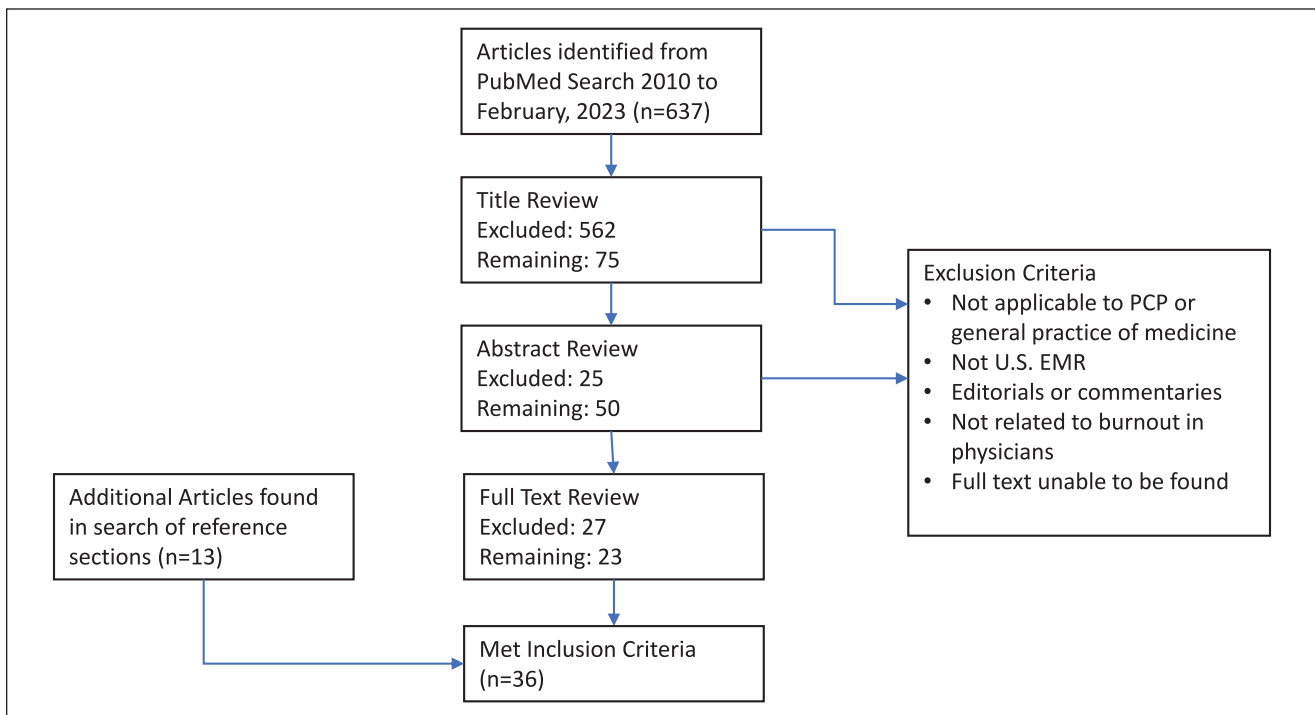 Articles identified from
PubMed Search 2010 to
February, 2023 (n=637)
Title Review
Excluded: 562
Remaining: 75
Abstract Review
Excluded: 25
Remaining: 50
Exclusion Criteria
• Not applicable to PCP or
general practice of medicine
• Not U.S. EMR
• Editorials or commentaries
• Not related to burnout in
physicians
• Full text unable to be found
Additional Articles found
in search of reference
sections (n=13)
Full Text Review
Excluded: 27
Remaining: 23
Met Inclusion Criteria
(n=36)